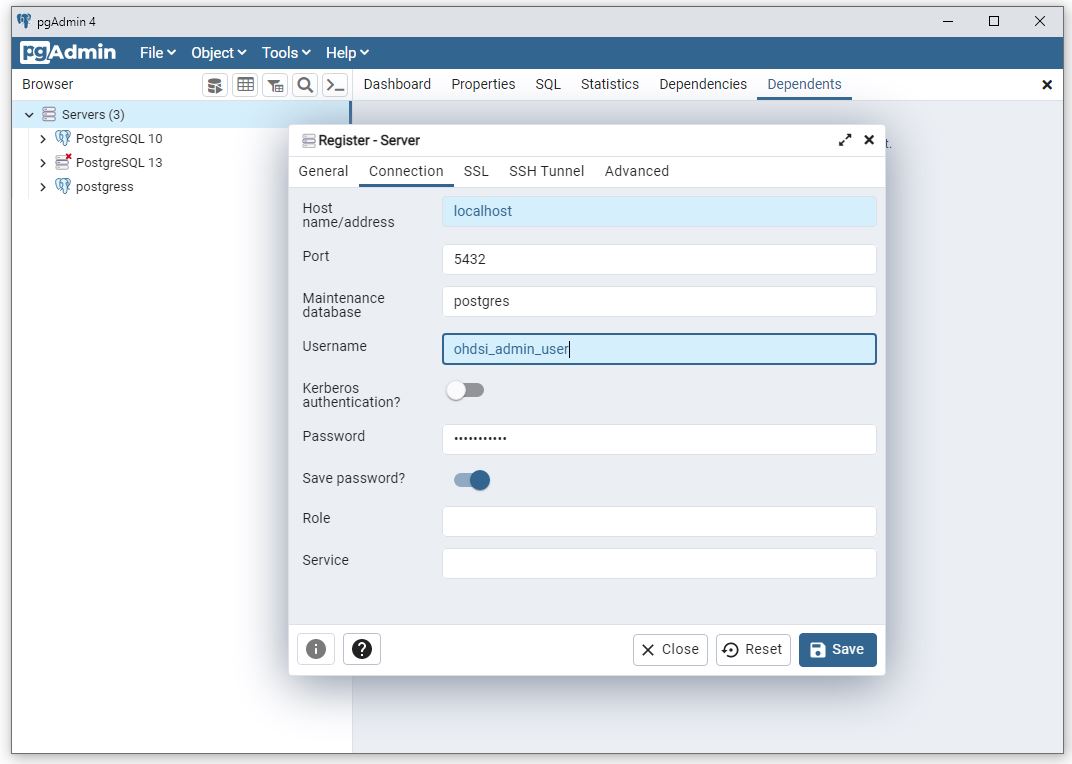 pgAdmin 4
pgAdmin File Object Tools Help
Browser Dashboard Properties SQL Statistics Dependencies Dependents
Servers (3)
PostgreSQL 10
PostgreSQL 13
postgress
t.
Register - Server
General Connection SSL SSH Tunnel Advanced
Host
name/address
localhost
Port
5432
Maintenance
database
postgres
Username
ohdsi_admin_user
Kerberos
authentication?
Password
•••••••••••
Save password?
Role
Service
Close Reset Save